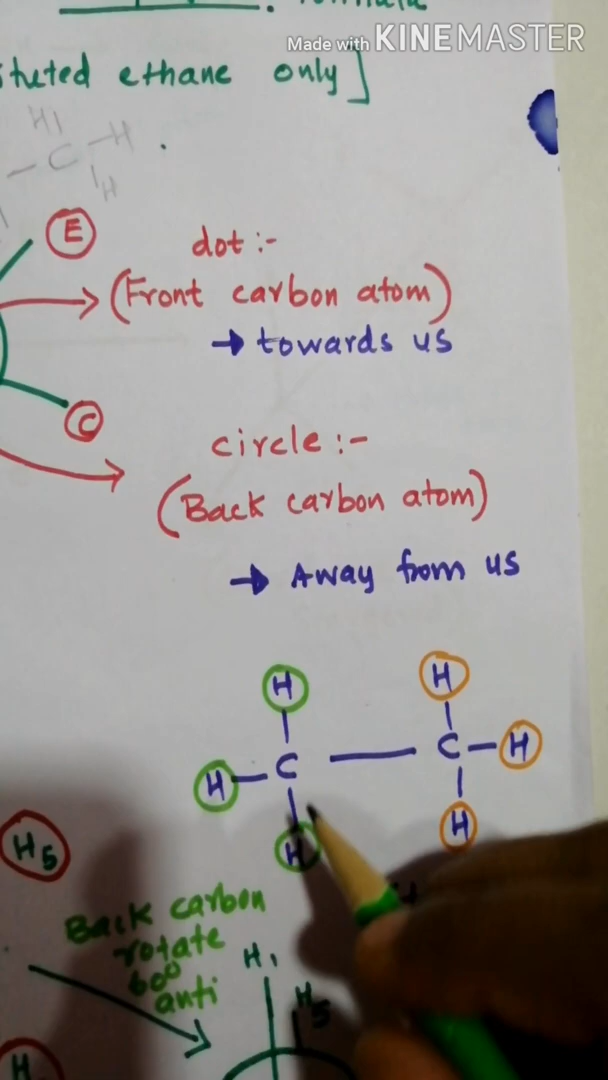 Made with KINEMASTER
ituted ethane only]
H
C-H
H
E
dot :-
(Front carbon atom)
→ towards us
C
circle :-
(Back carbon atom)
→ Away from us
H H
H-C-C-H
H H
H5
Back carbon
rotate
60°
anti
H1
H5
H